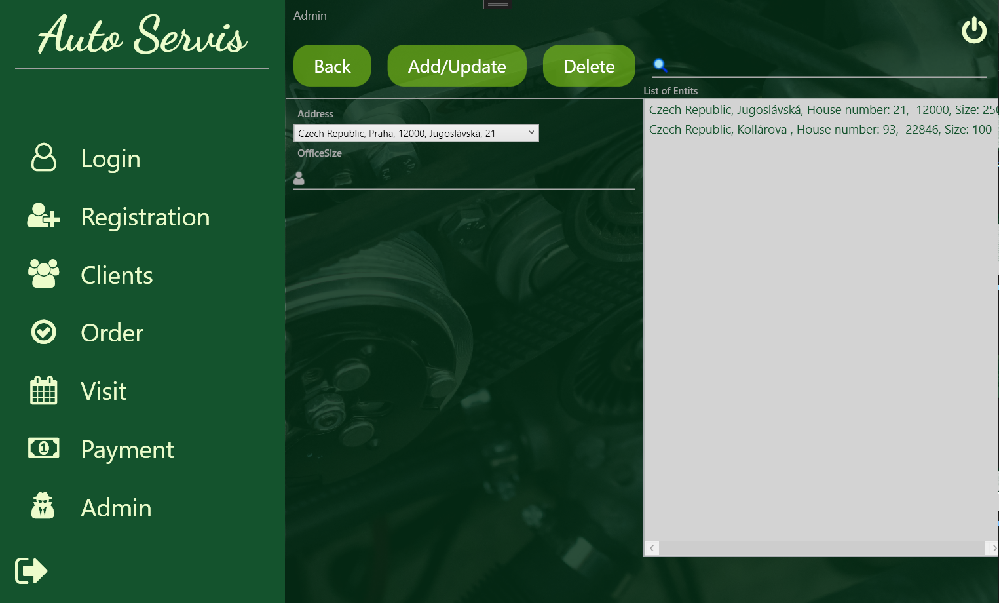 Auto Servis
Login
Registration
Clients
Order
Visit
Payment
Admin
Admin
Back
Add/Update
Delete
Address
Czech Republic, Praha, 12000, Jugoslávská, 21
OfficeSize
List of Entits
Czech Republic, Jugoslávská, House number: 21, 12000, Size: 250
Czech Republic, Kollárova , House number: 93, 22846, Size: 100